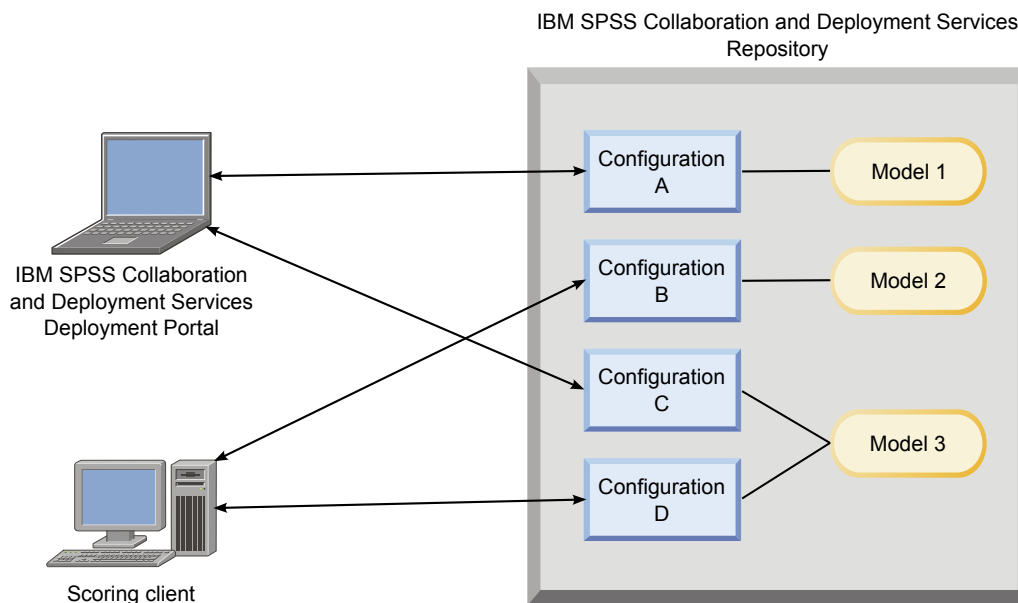 IBM SPSS Collaboration and Deployment Services
Repository
Configuration
A
Model 1
IBM SPSS Collaboration
and Deployment Services
Deployment Portal
Configuration
B
Model 2
Configuration
C
Model 3
Configuration
D
Scoring client